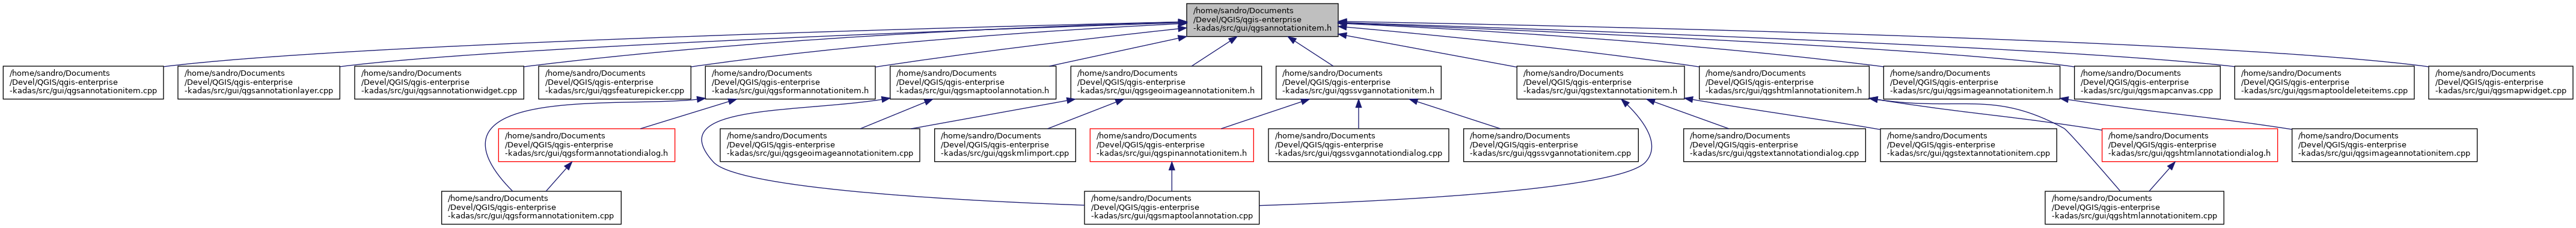 /home/sandro/Documents
/Devel/QGIS/qgis-enterprise
-kadas/src/gui/qgsannotationitem.h
/home/sandro/Documents
/Devel/QGIS/qgis-enterprise
-kadas/src/gui/qgsannotationitem.cpp
/home/sandro/Documents
/Devel/QGIS/qgis-enterprise
-kadas/src/gui/qgsannotationlayer.cpp
/home/sandro/Documents
/Devel/QGIS/qgis-enterprise
-kadas/src/gui/qgsannotationwidget.cpp
/home/sandro/Documents
/Devel/QGIS/qgis-enterprise
-kadas/src/gui/qgsfeaturepicker.cpp
/home/sandro/Documents
/Devel/QGIS/qgis-enterprise
-kadas/src/gui/qgsformannotationitem.h
/home/sandro/Documents
/Devel/QGIS/qgis-enterprise
-kadas/src/gui/qgsmaptoolannotation.h
/home/sandro/Documents
/Devel/QGIS/qgis-enterprise
-kadas/src/gui/qgsgeoimageannotationitem.h
/home/sandro/Documents
/Devel/QGIS/qgis-enterprise
-kadas/src/gui/qgssvgannotationitem.h
/home/sandro/Documents
/Devel/QGIS/qgis-enterprise
-kadas/src/gui/qgstextannotationitem.h
/home/sandro/Documents
/Devel/QGIS/qgis-enterprise
-kadas/src/gui/qgshtmlannotationitem.h
/home/sandro/Documents
/Devel/QGIS/qgis-enterprise
-kadas/src/gui/qgsimageannotationitem.h
/home/sandro/Documents
/Devel/QGIS/qgis-enterprise
-kadas/src/gui/qgsmapcanvas.cpp
/home/sandro/Documents
/Devel/QGIS/qgis-enterprise
-kadas/src/gui/qgsmaptooldeleteitems.cpp
/home/sandro/Documents
/Devel/QGIS/qgis-enterprise
-kadas/src/gui/qgsmapwidget.cpp
/home/sandro/Documents
/Devel/QGIS/qgis-enterprise
-kadas/src/gui/qgsformannotationdialog.h
/home/sandro/Documents
/Devel/QGIS/qgis-enterprise
-kadas/src/gui/qgsgeoimageannotationitem.cpp
/home/sandro/Documents
/Devel/QGIS/qgis-enterprise
-kadas/src/gui/qgskmlimport.cpp
/home/sandro/Documents
/Devel/QGIS/qgis-enterprise
-kadas/src/gui/qgspinannotationitem.h
/home/sandro/Documents
/Devel/QGIS/qgis-enterprise
-kadas/src/gui/qgssvgannotationdialog.cpp
/home/sandro/Documents
/Devel/QGIS/qgis-enterprise
-kadas/src/gui/qgssvgannotationitem.cpp
/home/sandro/Documents
/Devel/QGIS/qgis-enterprise
-kadas/src/gui/qgstextannotationdialog.cpp
/home/sandro/Documents
/Devel/QGIS/qgis-enterprise
-kadas/src/gui/qgstextannotationitem.cpp
/home/sandro/Documents
/Devel/QGIS/qgis-enterprise
-kadas/src/gui/qgshtmlannotationdialog.h
/home/sandro/Documents
/Devel/QGIS/qgis-enterprise
-kadas/src/gui/qgsimageannotationitem.cpp
/home/sandro/Documents
/Devel/QGIS/qgis-enterprise
-kadas/src/gui/qgsformannotationitem.cpp
/home/sandro/Documents
/Devel/QGIS/qgis-enterprise
-kadas/src/gui/qgsmaptoolannotation.cpp
/home/sandro/Documents
/Devel/QGIS/qgis-enterprise
-kadas/src/gui/qgshtmlannotationitem.cpp